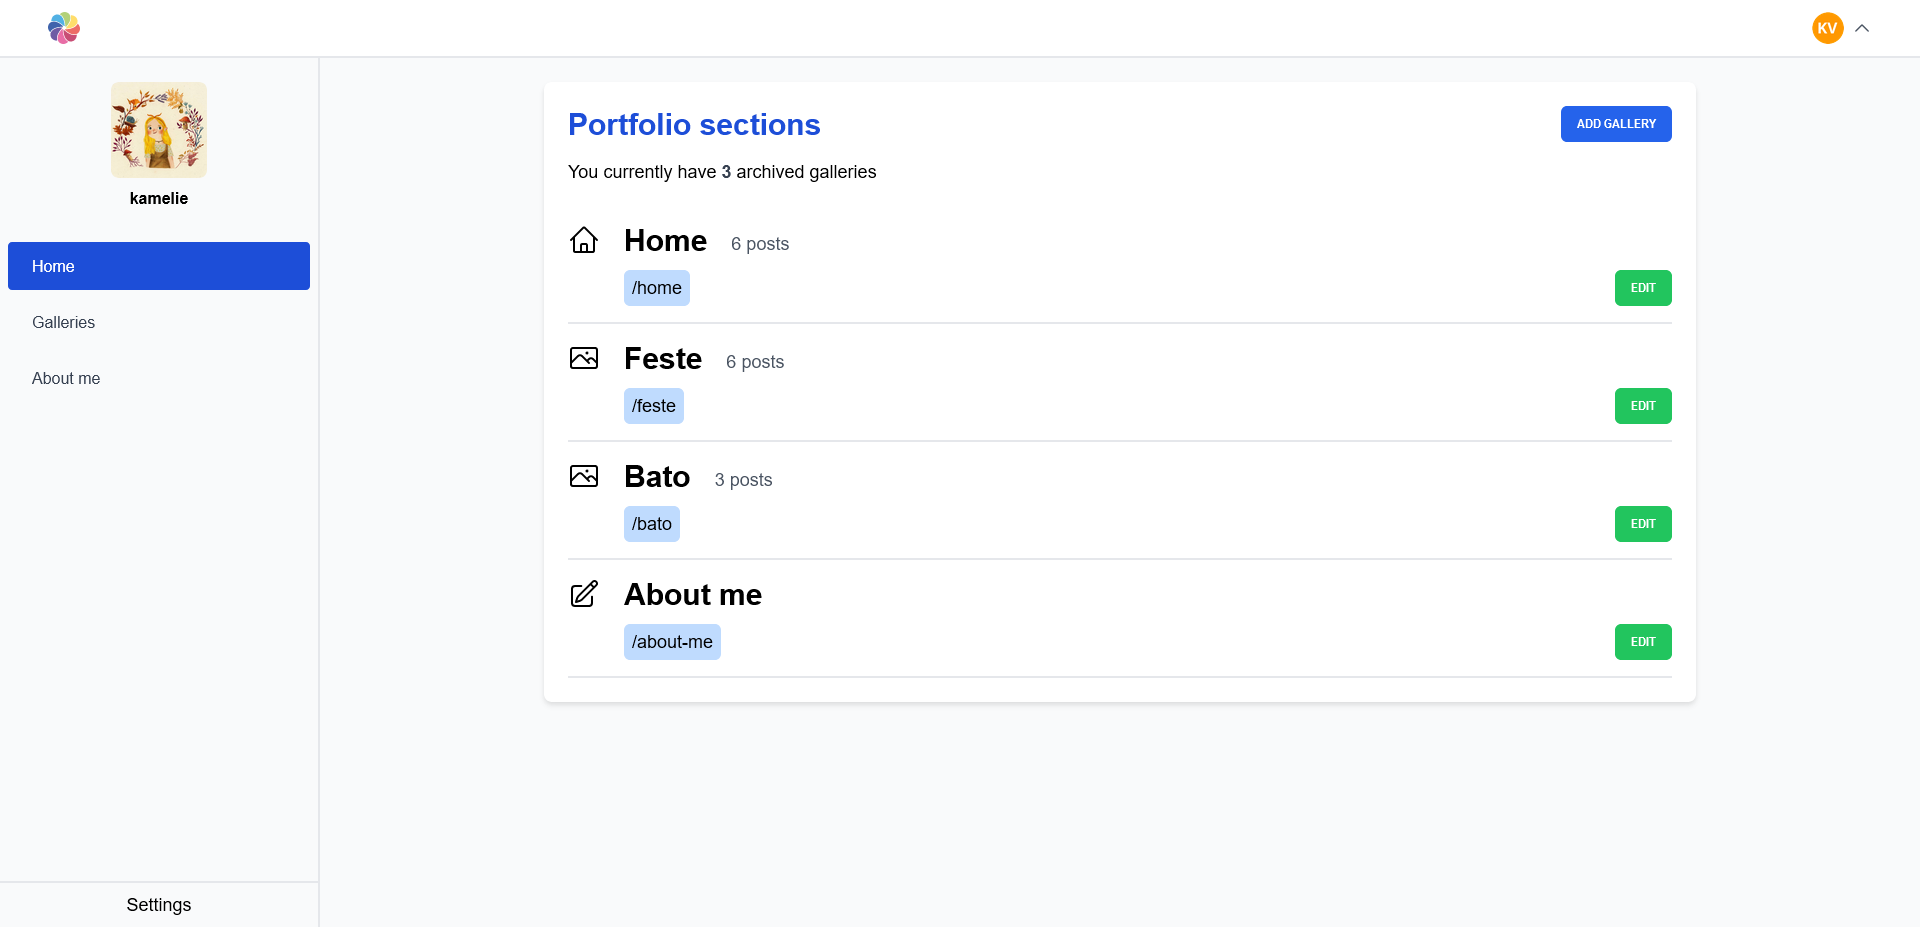 KV
kamelie
Home
Galleries
About me
Settings
Portfolio sections
ADD GALLERY
You currently have 3 archived galleries
Home 6 posts
/home
EDIT
Feste 6 posts
/feste
EDIT
Bato 3 posts
/bato
EDIT
About me
/about-me
EDIT